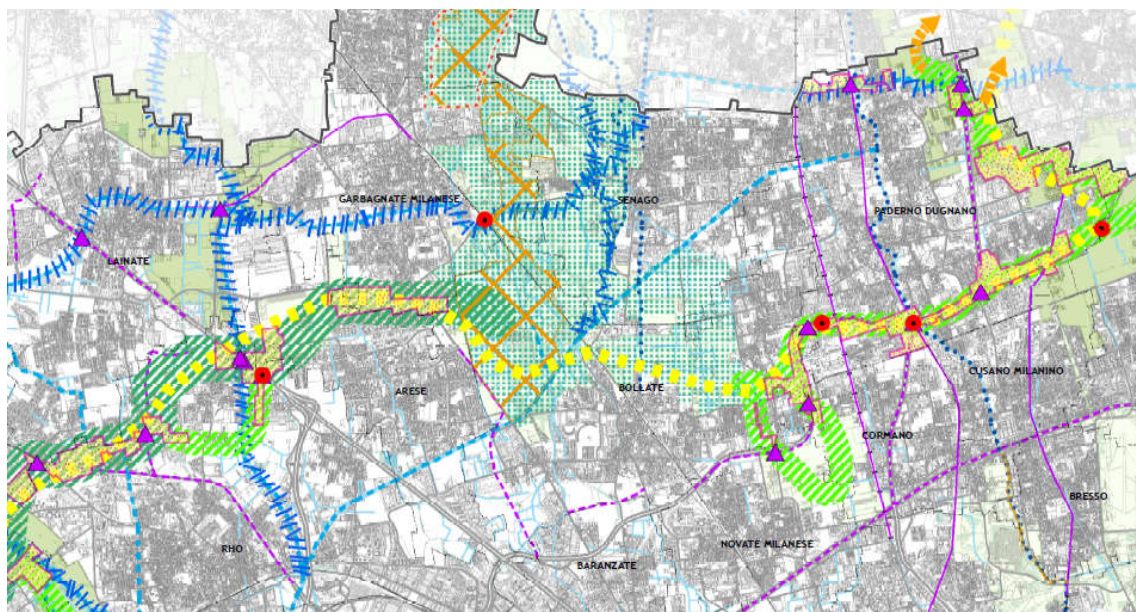 GARBAGNATE MILANESE
SENAGO
PADERNO DUGNANO
LAINATE
CUSANO MILANINO
ARESE
BOLLATE
CORMANO
BRESSO
NOVATE MILANESE
RHO
BARANZATE